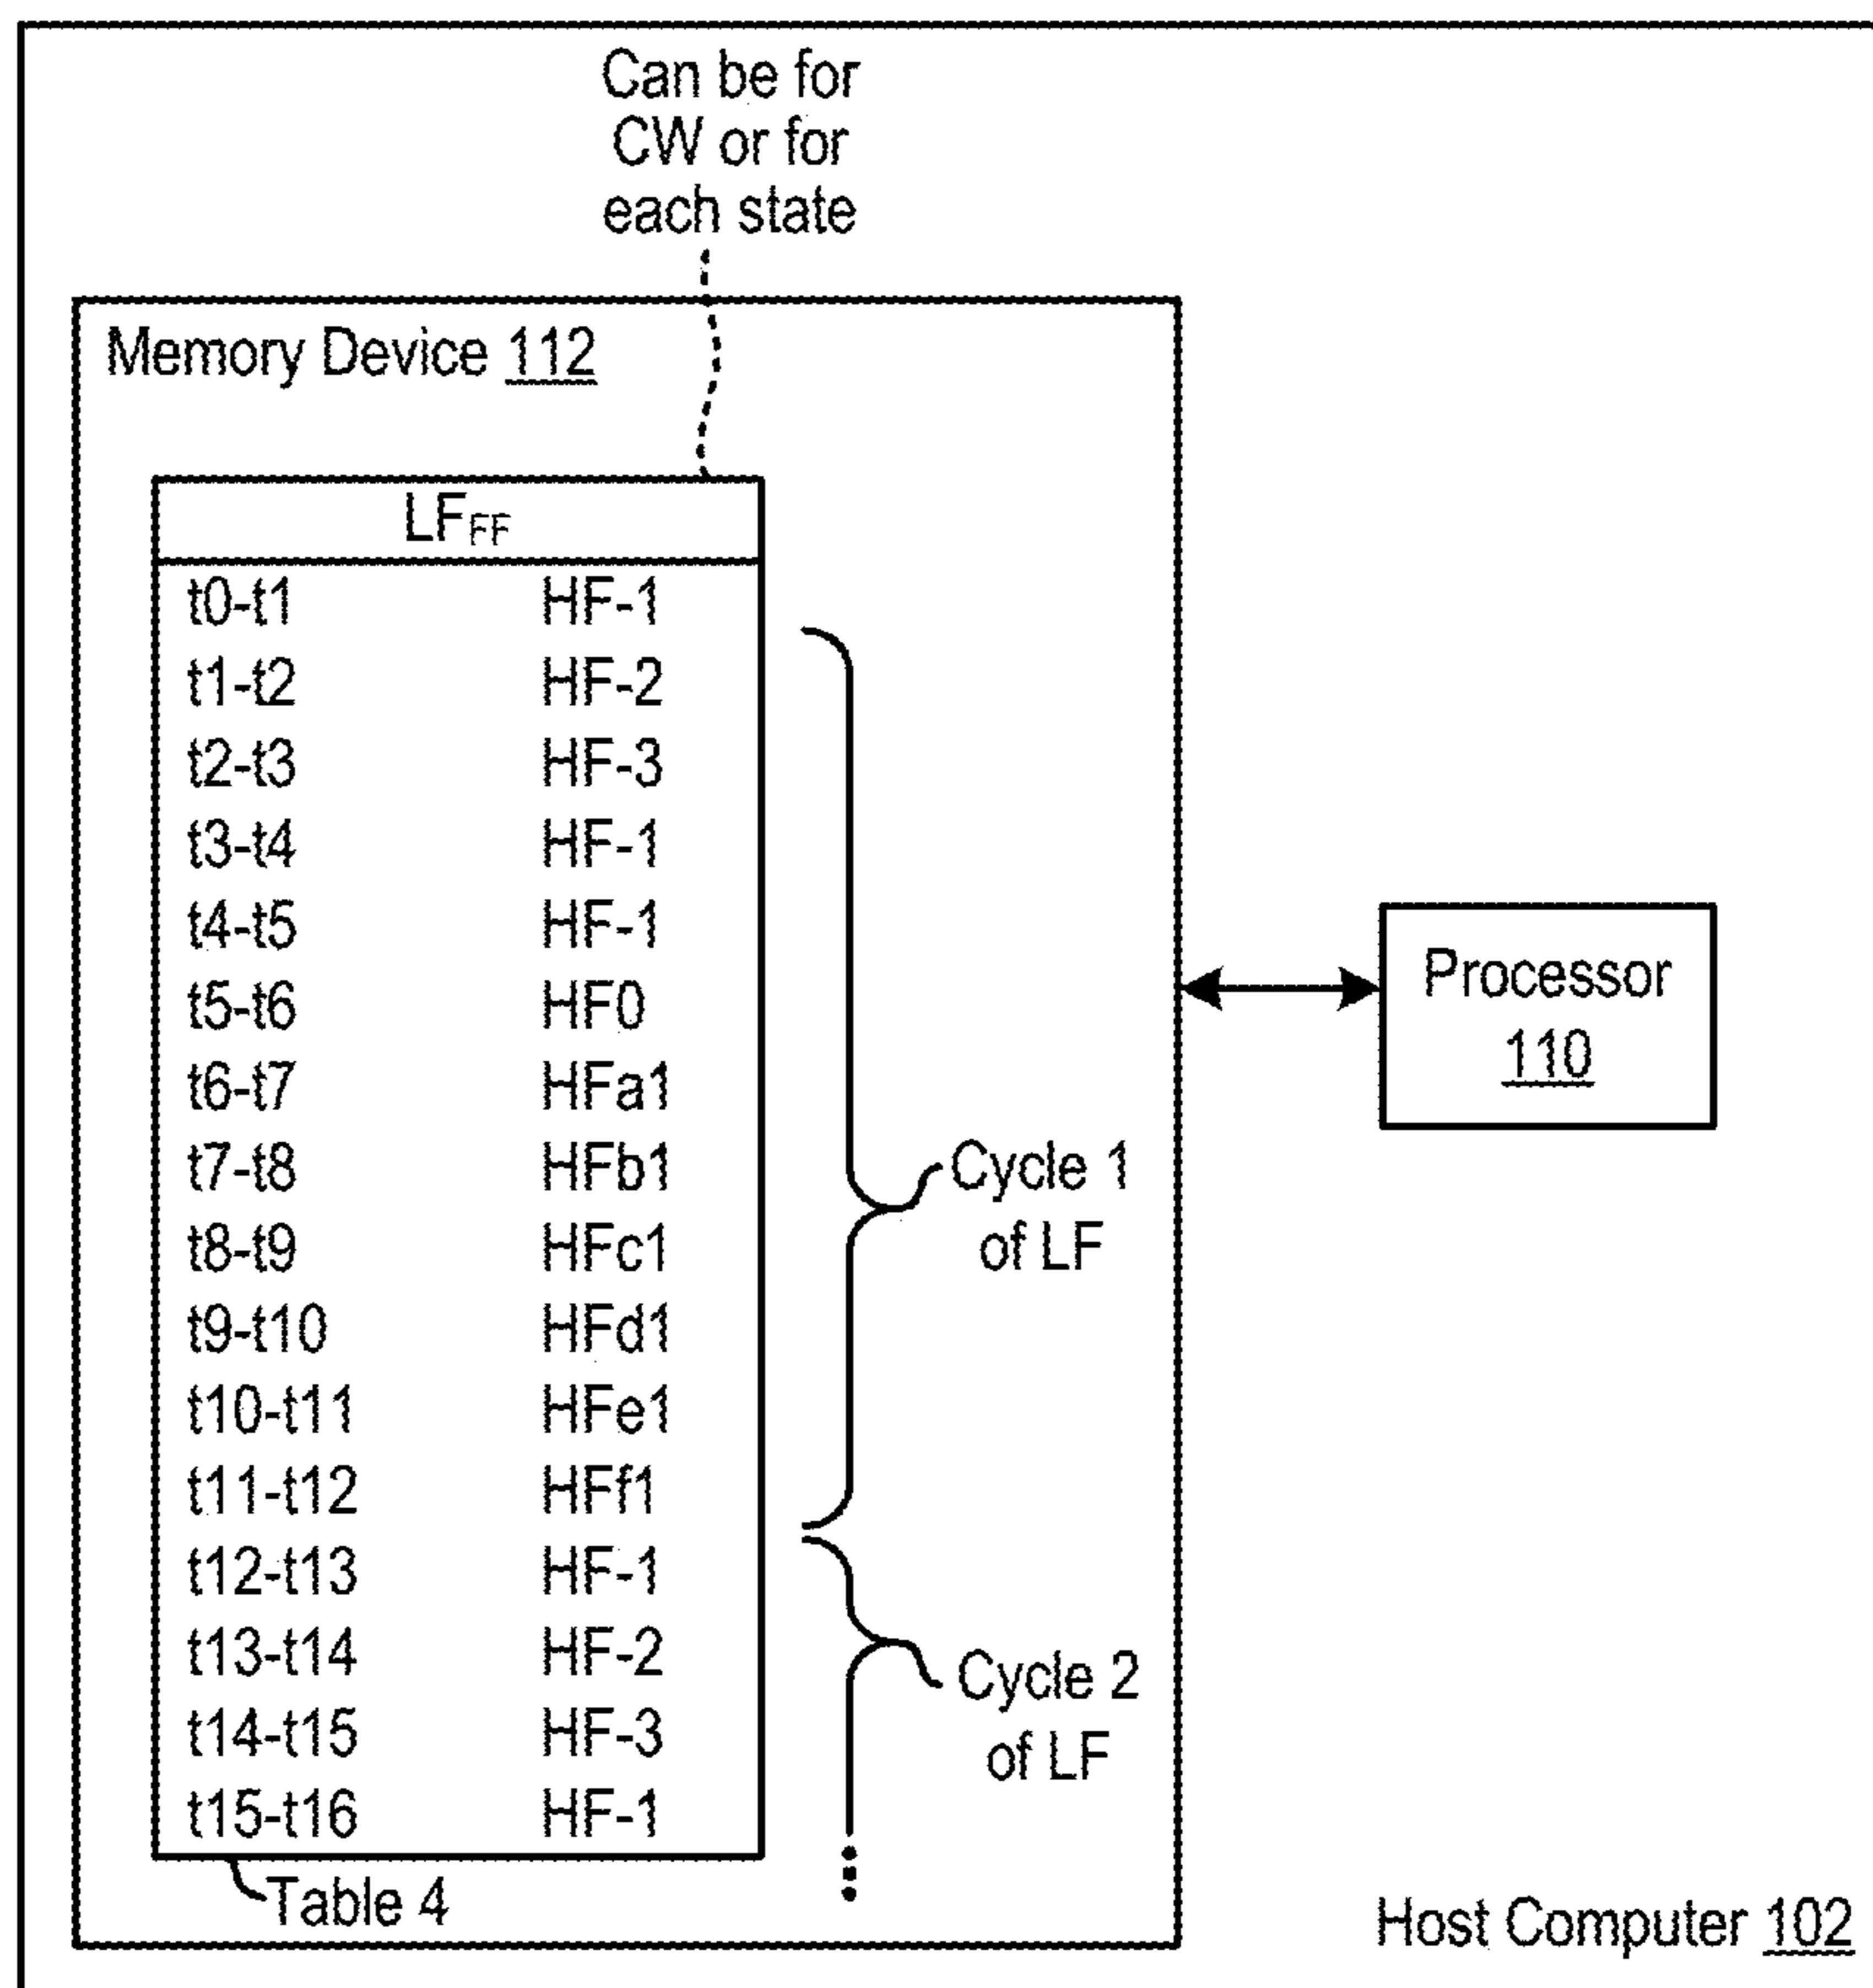 Can be for
CW or for
each state
Memory Device 112
LFFF
t0-t1 HF-1
t1-t2 HF-2
t2-t3 HF-3
t3-t4 HF-1
t4-t5 HF-1
t5-t6 HF0
t6-t7 HFa1
t7-t8 HFb1
t8-t9 HFc1
t9-t10 HFd1
t10-t11 HFe1
t11-t12 HFf1
t12-t13 HF-1
t13-t14 HF-2
t14-t15 HF-3
t15-t16 HF-1
Table 4
Cycle 1
of LF
Cycle 2
of LF
Processor
110
Host Computer 102